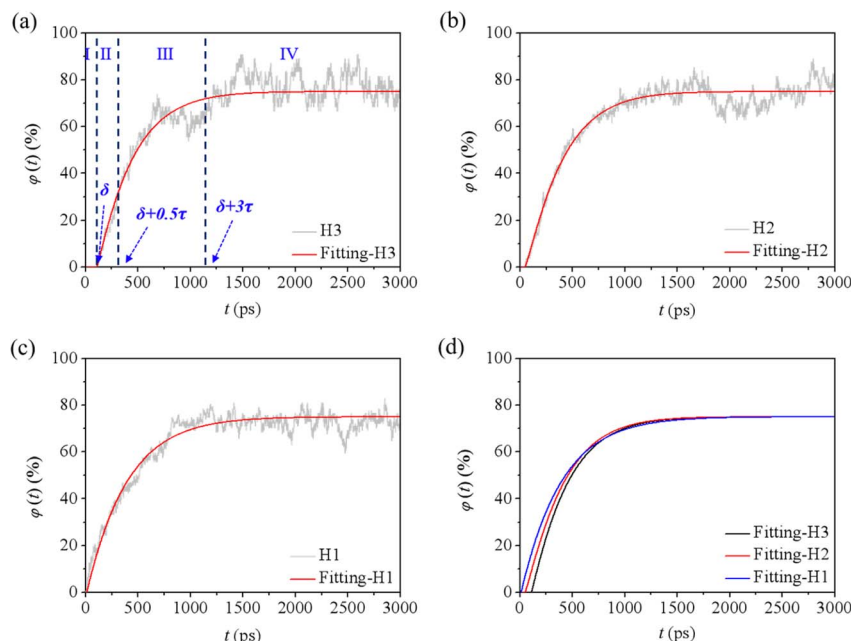 (a)
100
80
60
40
20
0
φ (t) (%)
I
II
III
IV
δ
δ+0.5τ
δ+3τ
H3
Fitting-H3
0
500
1000
1500
2000
2500
3000
t (ps)
(b)
100
80
60
40
20
0
φ (t) (%)
H2
Fitting-H2
0
500
1000
1500
2000
2500
3000
t (ps)
(c)
100
80
60
40
20
0
φ (t) (%)
H1
Fitting-H1
0
500
1000
1500
2000
2500
3000
t (ps)
(d)
100
80
60
40
20
0
φ (t) (%)
Fitting-H3
Fitting-H2
Fitting-H1
0
500
1000
1500
2000
2500
3000
t (ps)